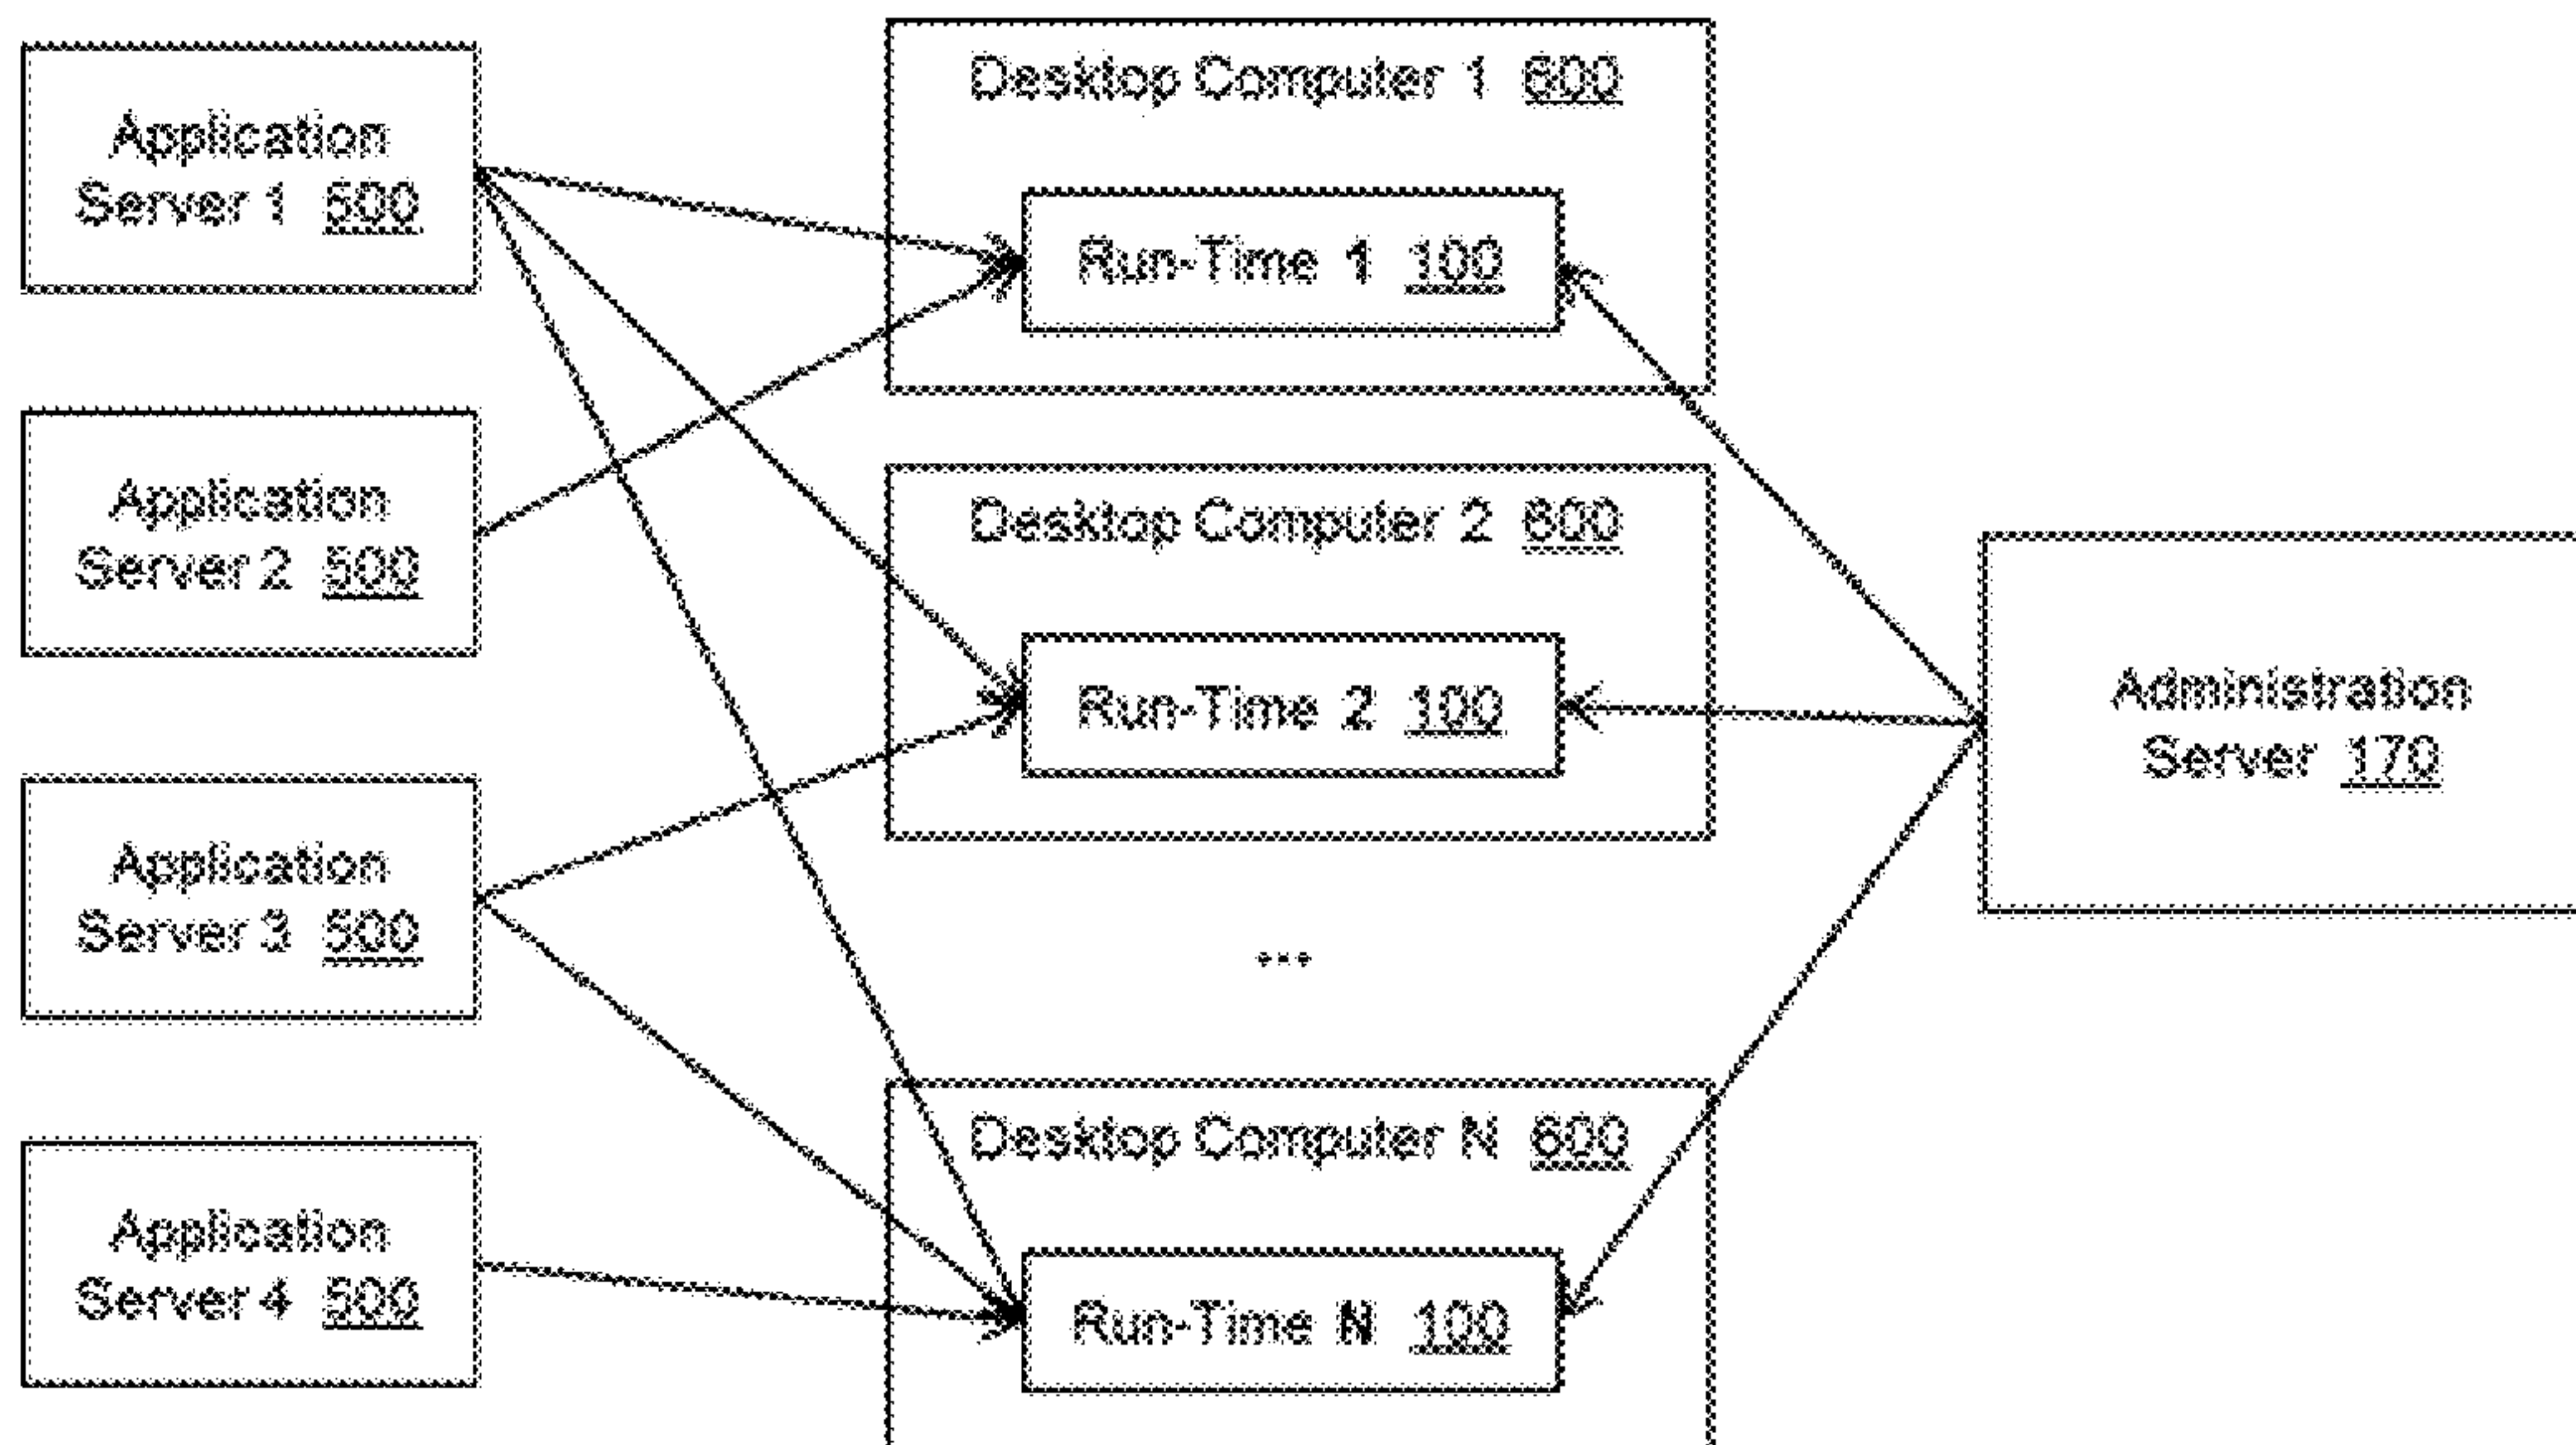 Application
Server 1 500
Application
Server 2 500
Application
Server 3 500
Application
Server 4 500
Desktop Computer 1 600
Run-Time 1 100
Desktop Computer 2 600
Run-Time 2 100
...
Desktop Computer N 600
Run-Time N 100
Administration
Server 170